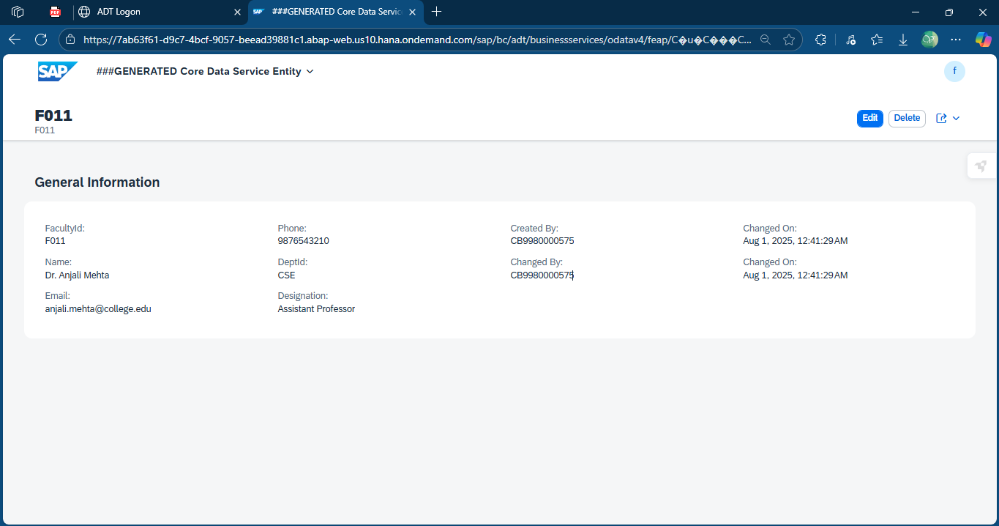 PDF
ADT Logon
SAP ###GENERATED Core Data Servic
https://7ab63f61-d9c7-4bcf-9057-beead39881c1.abap-web.us10.hana.ondemand.com/sap/bc/adt/businessservices/odatav4/feap/C�u�C���C...
SAP ###GENERATED Core Data Service Entity
f
F011
F011
Edit Delete
General Information
FacultyId: Phone: Created By: Changed On:
F011 9876543210 CB9980000575 Aug 1, 2025, 12:41:29 AM
Name: DeptId: Changed By: Changed On:
Dr. Anjali Mehta CSE CB9980000575 Aug 1, 2025, 12:41:29 AM
Email: Designation:
anjali.mehta@college.edu Assistant Professor